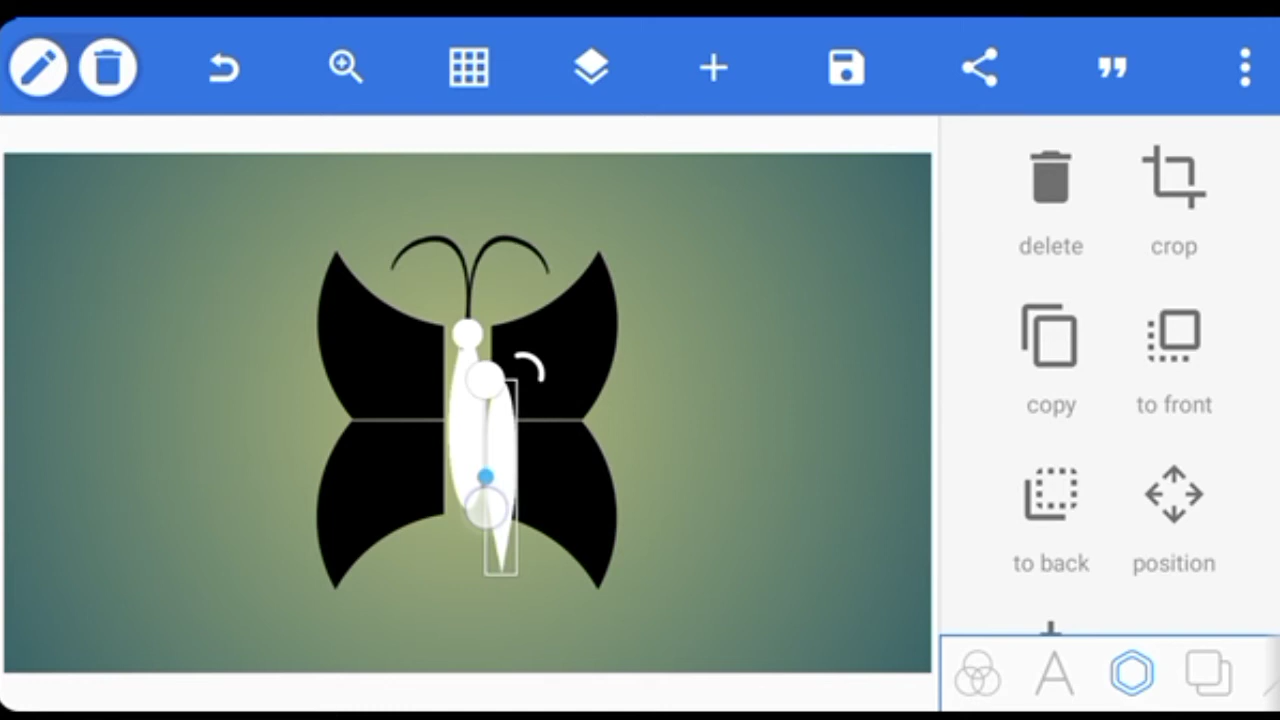 delete
crop
copy
to front
to back
position